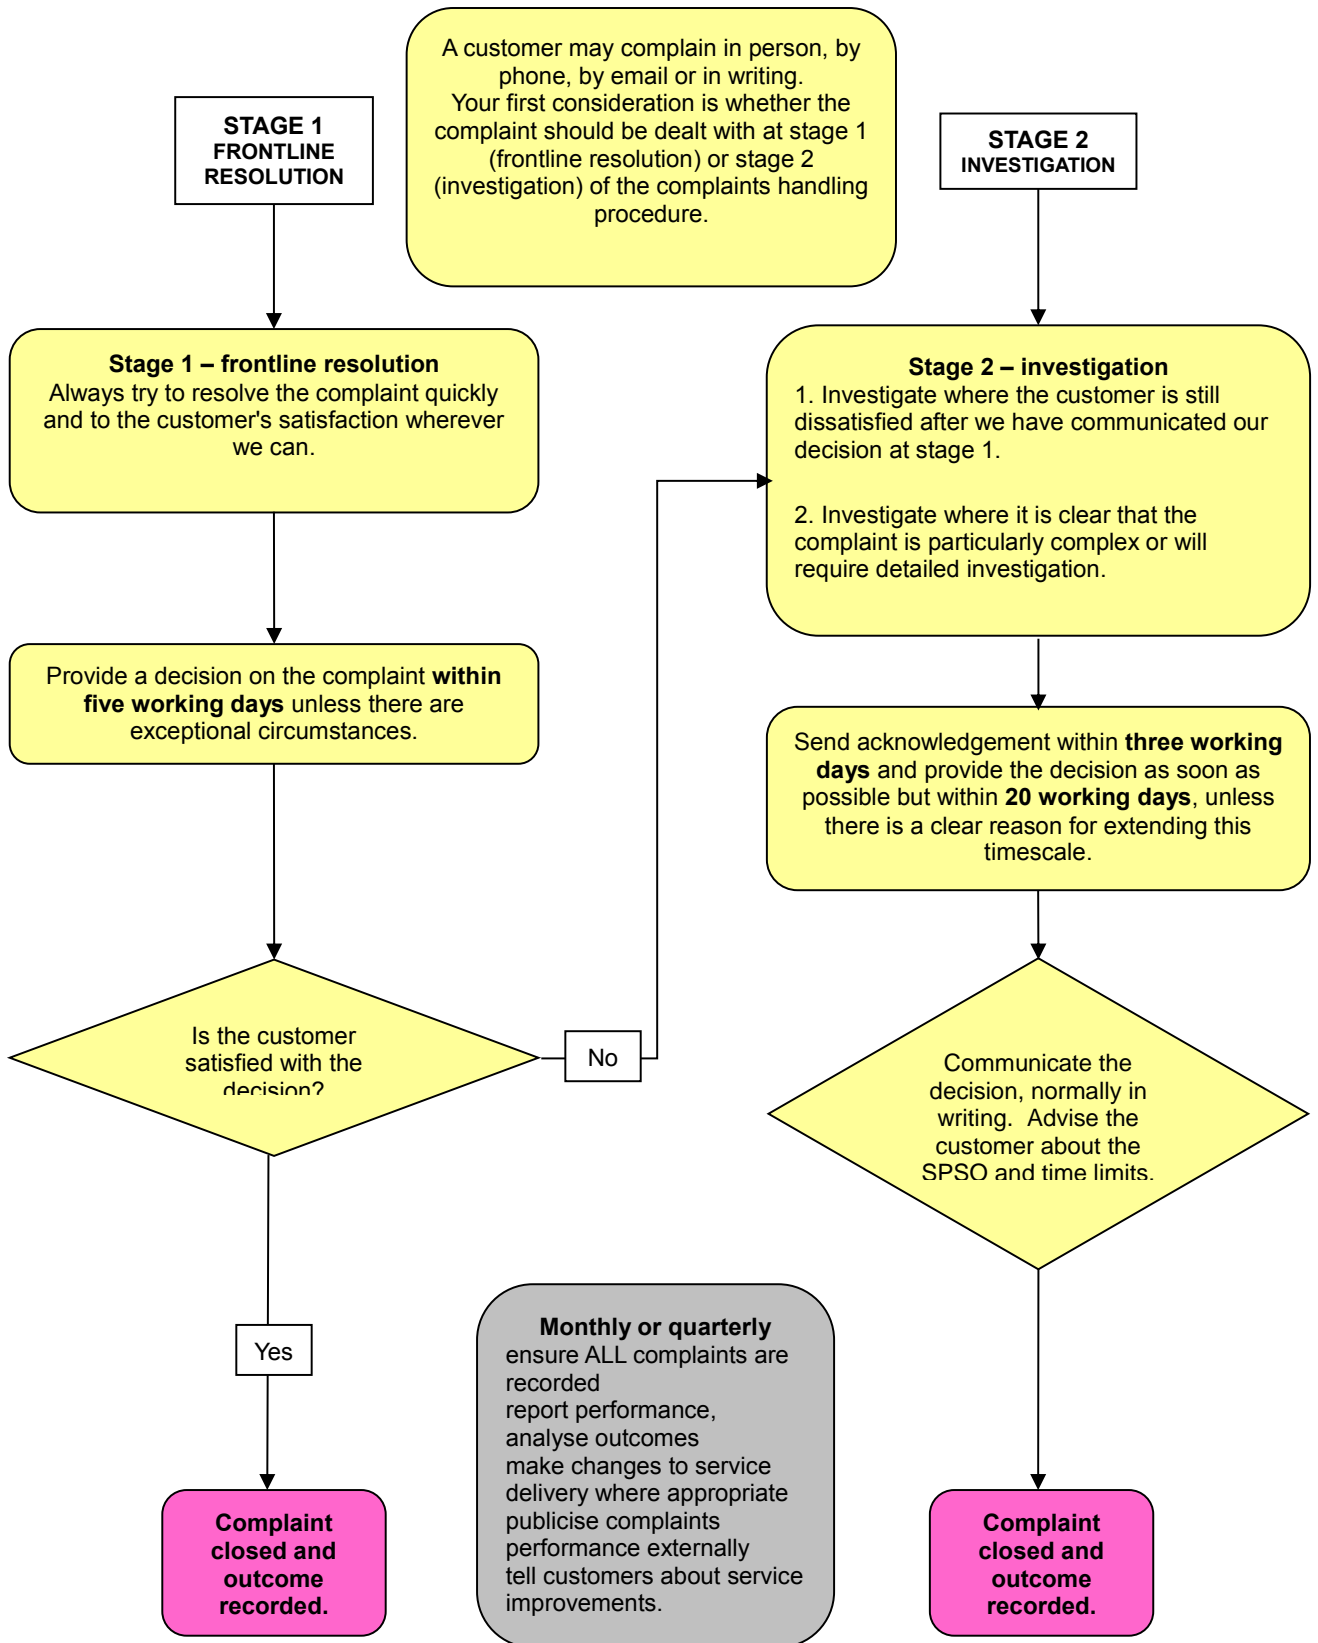 A customer may complain in person, by
phone, by email or in writing.
Your first consideration is whether the
complaint should be dealt with at stage 1
(frontline resolution) or stage 2
(investigation) of the complaints handling
procedure.
STAGE 1
FRONTLINE
RESOLUTION
STAGE 2
INVESTIGATION
Stage 1 – frontline resolution
Always try to resolve the complaint quickly
and to the customer's satisfaction wherever
we can.
Stage 2 – investigation
1. Investigate where the customer is still
dissatisfied after we have communicated our
decision at stage 1.
2. Investigate where it is clear that the
complaint is particularly complex or will
require detailed investigation.
Provide a decision on the complaint within
five working days unless there are
exceptional circumstances.
Send acknowledgement within three working
days and provide the decision as soon as
possible but within 20 working days, unless
there is a clear reason for extending this
timescale.
Is the customer
satisfied with the
decision?
No
Communicate the
decision, normally in
writing.  Advise the
customer about the
SPSO and time limits.
Yes
Monthly or quarterly
ensure ALL complaints are
recorded
report performance,
analyse outcomes
make changes to service
delivery where appropriate
publicise complaints
performance externally
tell customers about service
improvements.
Complaint
closed and
outcome
recorded.
Complaint
closed and
outcome
recorded.